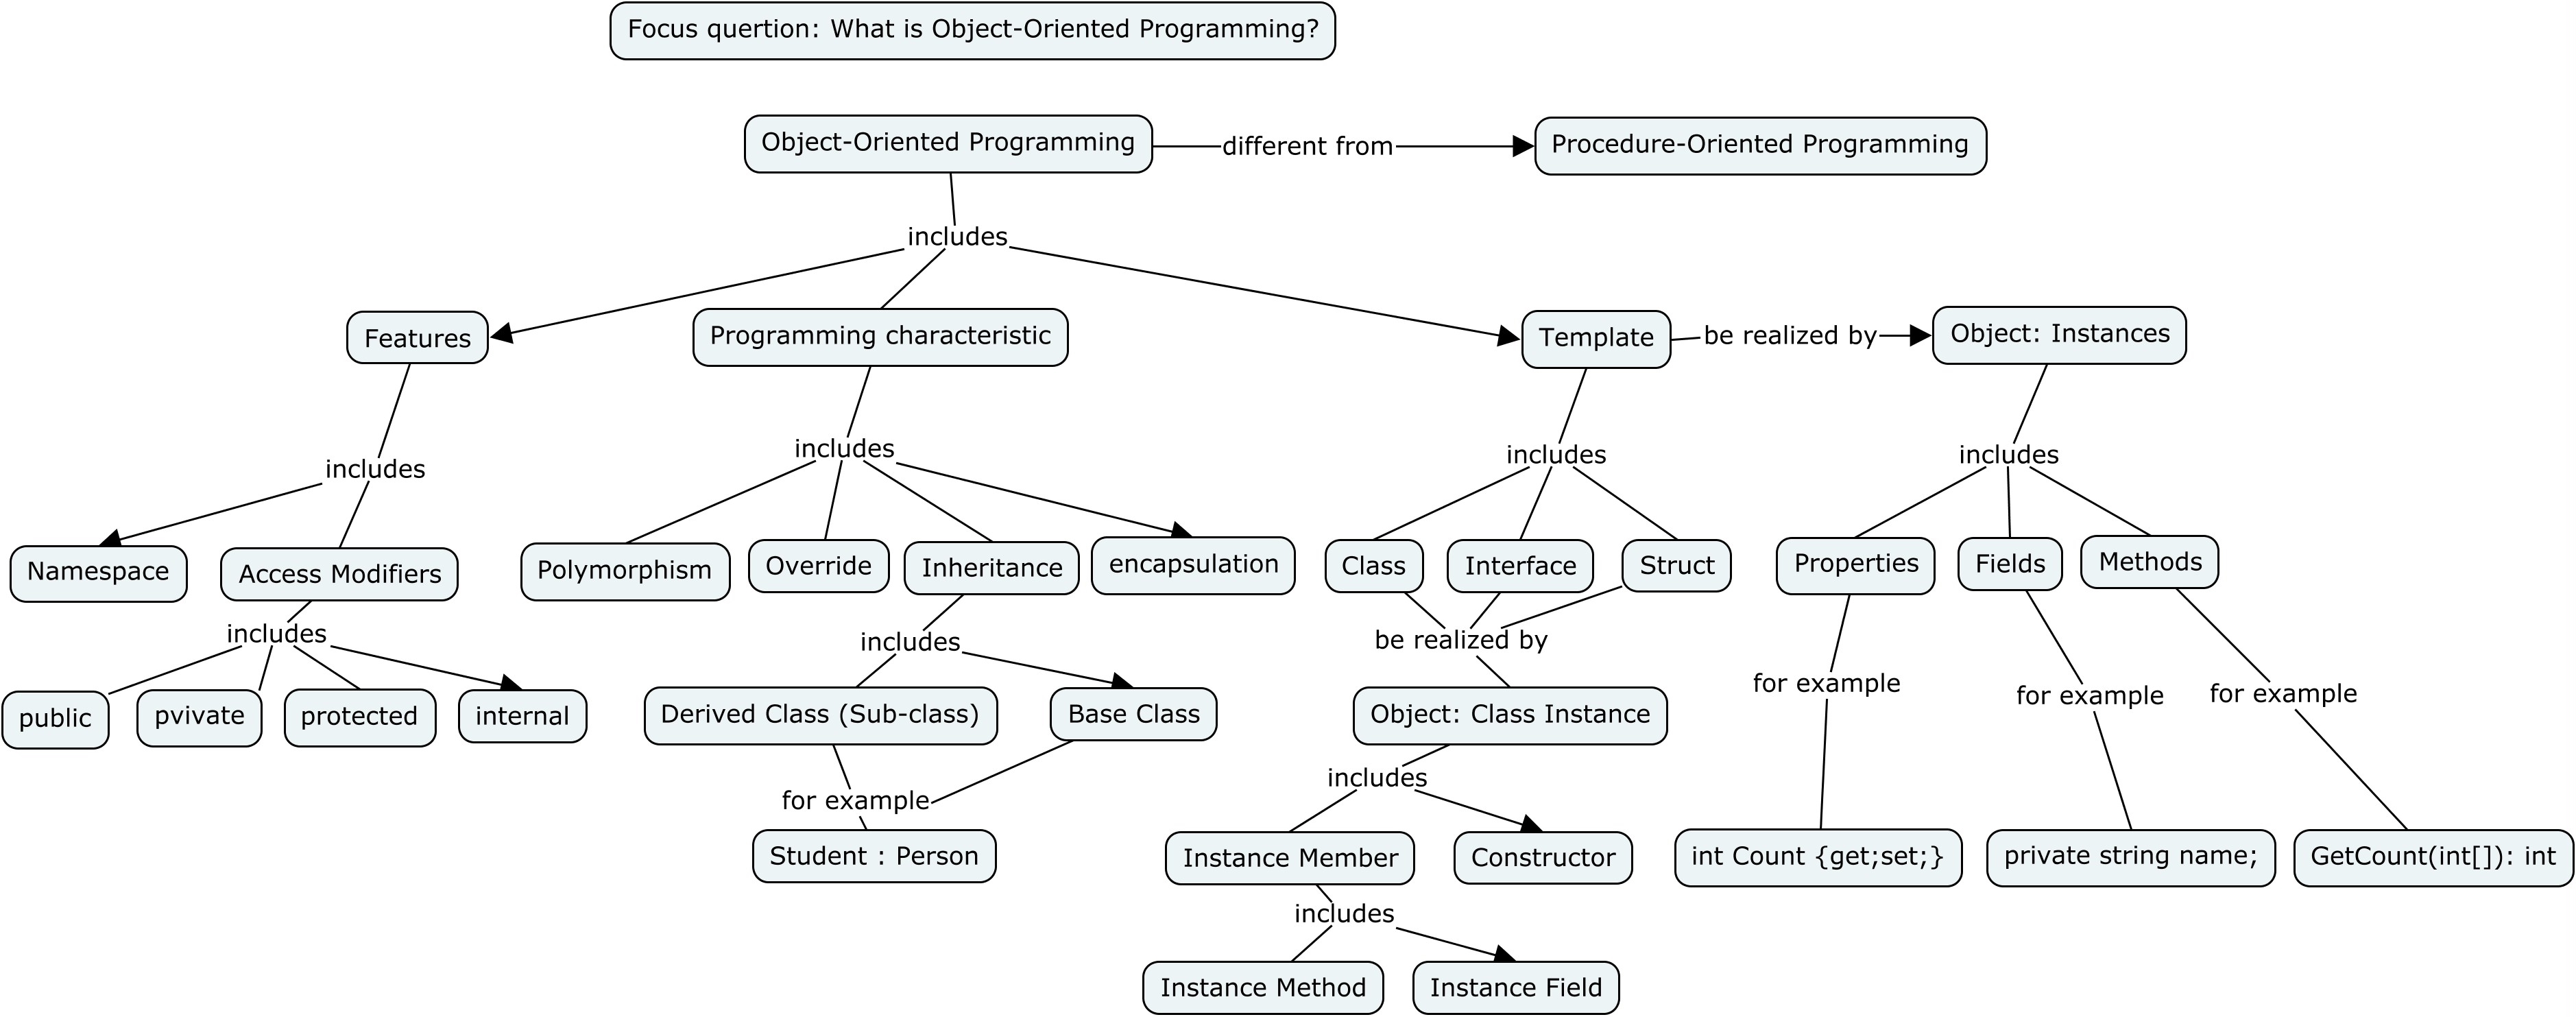 Focus quertion: What is Object-Oriented Programming?
Object-Oriented Programming
different from
Procedure-Oriented Programming
includes
Features
Programming characteristic
Template
be realized by
Object: Instances
includes
includes
includes
includes
Namespace
Access Modifiers
Polymorphism
Override
Inheritance
encapsulation
Class
Interface
Struct
Properties
Fields
Methods
includes
includes
be realized by
for example
for example
for example
public
pvivate
protected
internal
Derived Class (Sub-class)
Base Class
Object: Class Instance
includes
for example
Student : Person
Instance Member
Constructor
int Count {get;set;}
private string name;
GetCount(int[]): int
includes
Instance Method
Instance Field